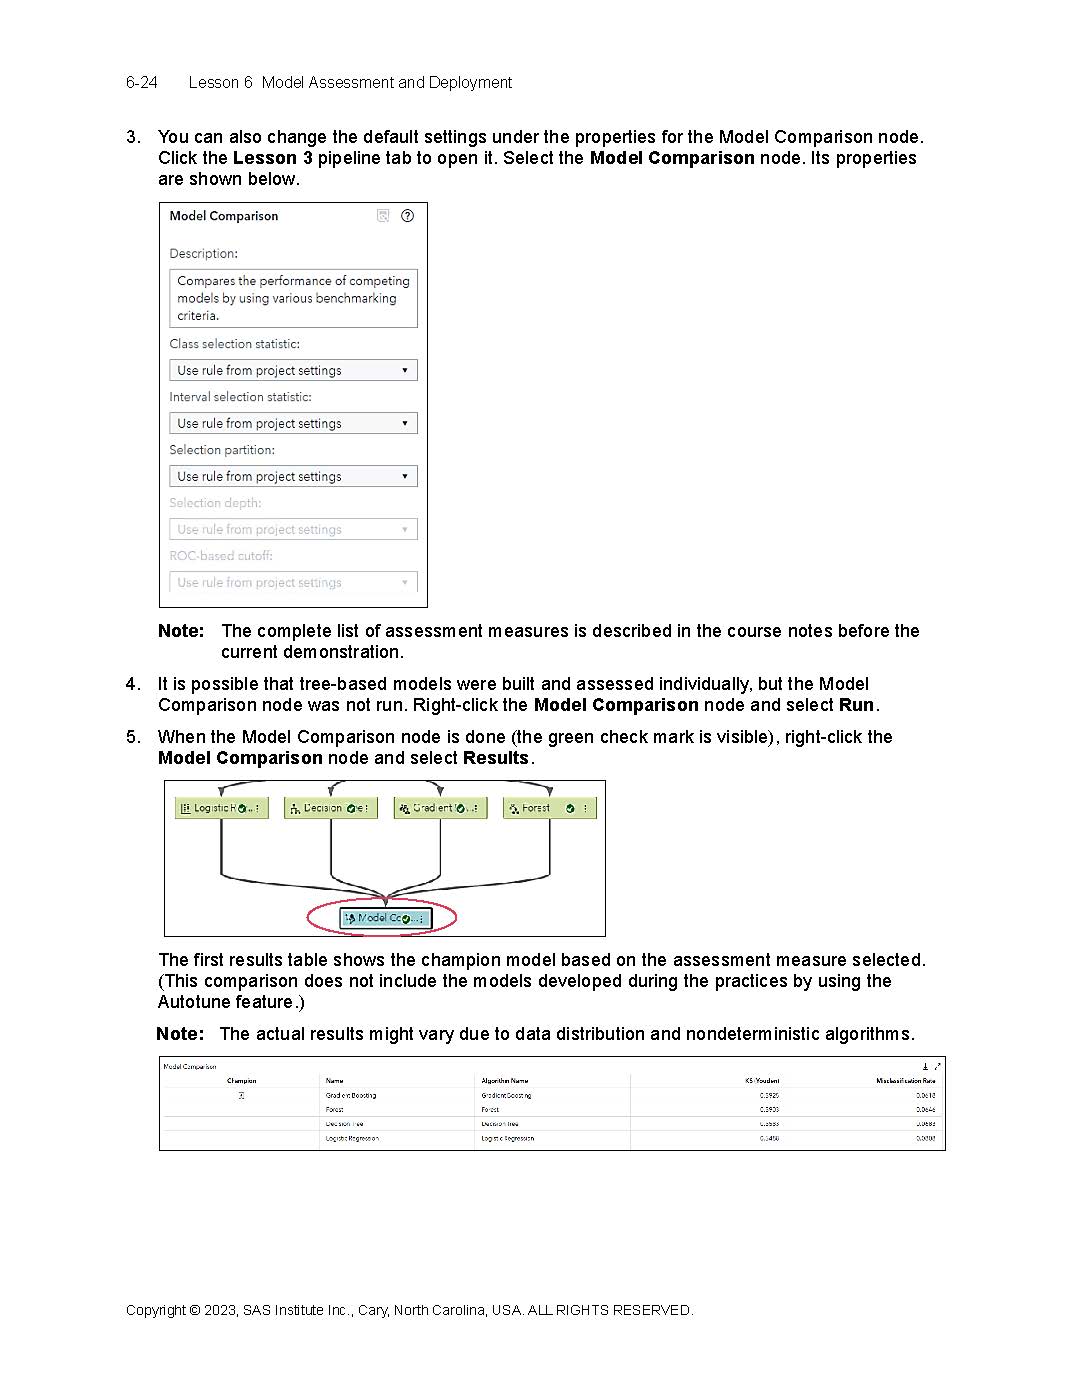 6-24 Lesson 6 Model Assessment and Deployment
3. You can also change the default settings under the properties for the Model Comparison node.
Click the Lesson 3 pipeline tab to open it. Select the Model Comparison node. Its properties
are shown below.
Model Comparison
Description:
Compares the performance of competing
models by using various benchmarking
criteria.
Class selection statistic:
Use rule from project settings
Interval selection statistic:
Use rule from project settings
Selection partition:
Use rule from project settings
Selection depth:
Use rule from project settings
ROC-based cutoff:
Use rule from project settings
Note: The complete list of assessment measures is described in the course notes before the
current demonstration.
4. It is possible that tree-based models were built and assessed individually, but the Model
Comparison node was not run. Right-click the Model Comparison node and select Run.
5. When the Model Comparison node is done (the green check mark is visible), right-click the
Model Comparison node and select Results.
Logistic R... Decision Gradient ... Forest
Model Co...
The first results table shows the champion model based on the assessment measure selected.
(This comparison does not include the models developed during the practices by using the
Autotune feature.)
Note: The actual results might vary due to data distribution and nondeterministic algorithms.
Model Comparison
Champion Name Algorithm Name KS (Youden) Misclassification Rate
Gradient Boosting Gradient Boosting 0.5925 0.0618
Forest Forest 0.5903 0.0646
Decision Tree Decision Tree
Logistic Regression Logistic Regression
Copyright © 2023, SAS Institute Inc., Cary, North Carolina, USA. ALL RIGHTS RESERVED.